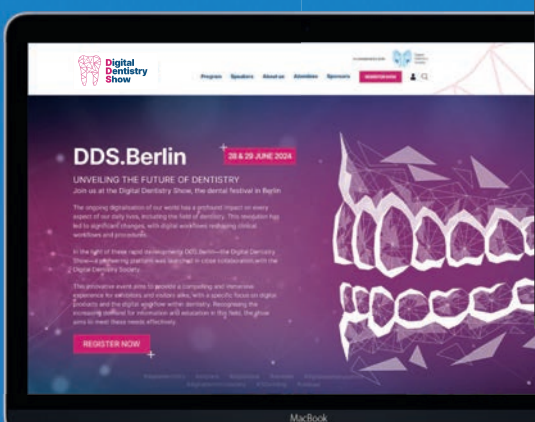 Digital
Dentistry
Show
Program Speakers About us Attendees Sponsors REGISTER NOW
DDS.Berlin
28 & 29 JUNE 2024
UNVEILING THE FUTURE OF DENTISTRY
Join us at the Digital Dentistry Show, the dental festival in Berlin
The ongoing digitalisation of our world has a profound impact on every
aspect of our daily lives, including the field of dentistry. This revolution has
led to significant changes, with digital workflows reshaping clinical
workflows and procedures.
In the light of these rapid developments DDS.Berlin—the Digital Dentistry
Show—a pioneering platform was launched in close collaboration with the
Digital Dentistry Society.
This innovative event aims to provide a compelling and immersive
experience for exhibitors and visitors alike, with a specific focus on digital
products and the digital workflow within dentistry. Recognising the
increasing demand for information and education in this field, the show
aims to meet these needs effectively.
REGISTER NOW
MacBook